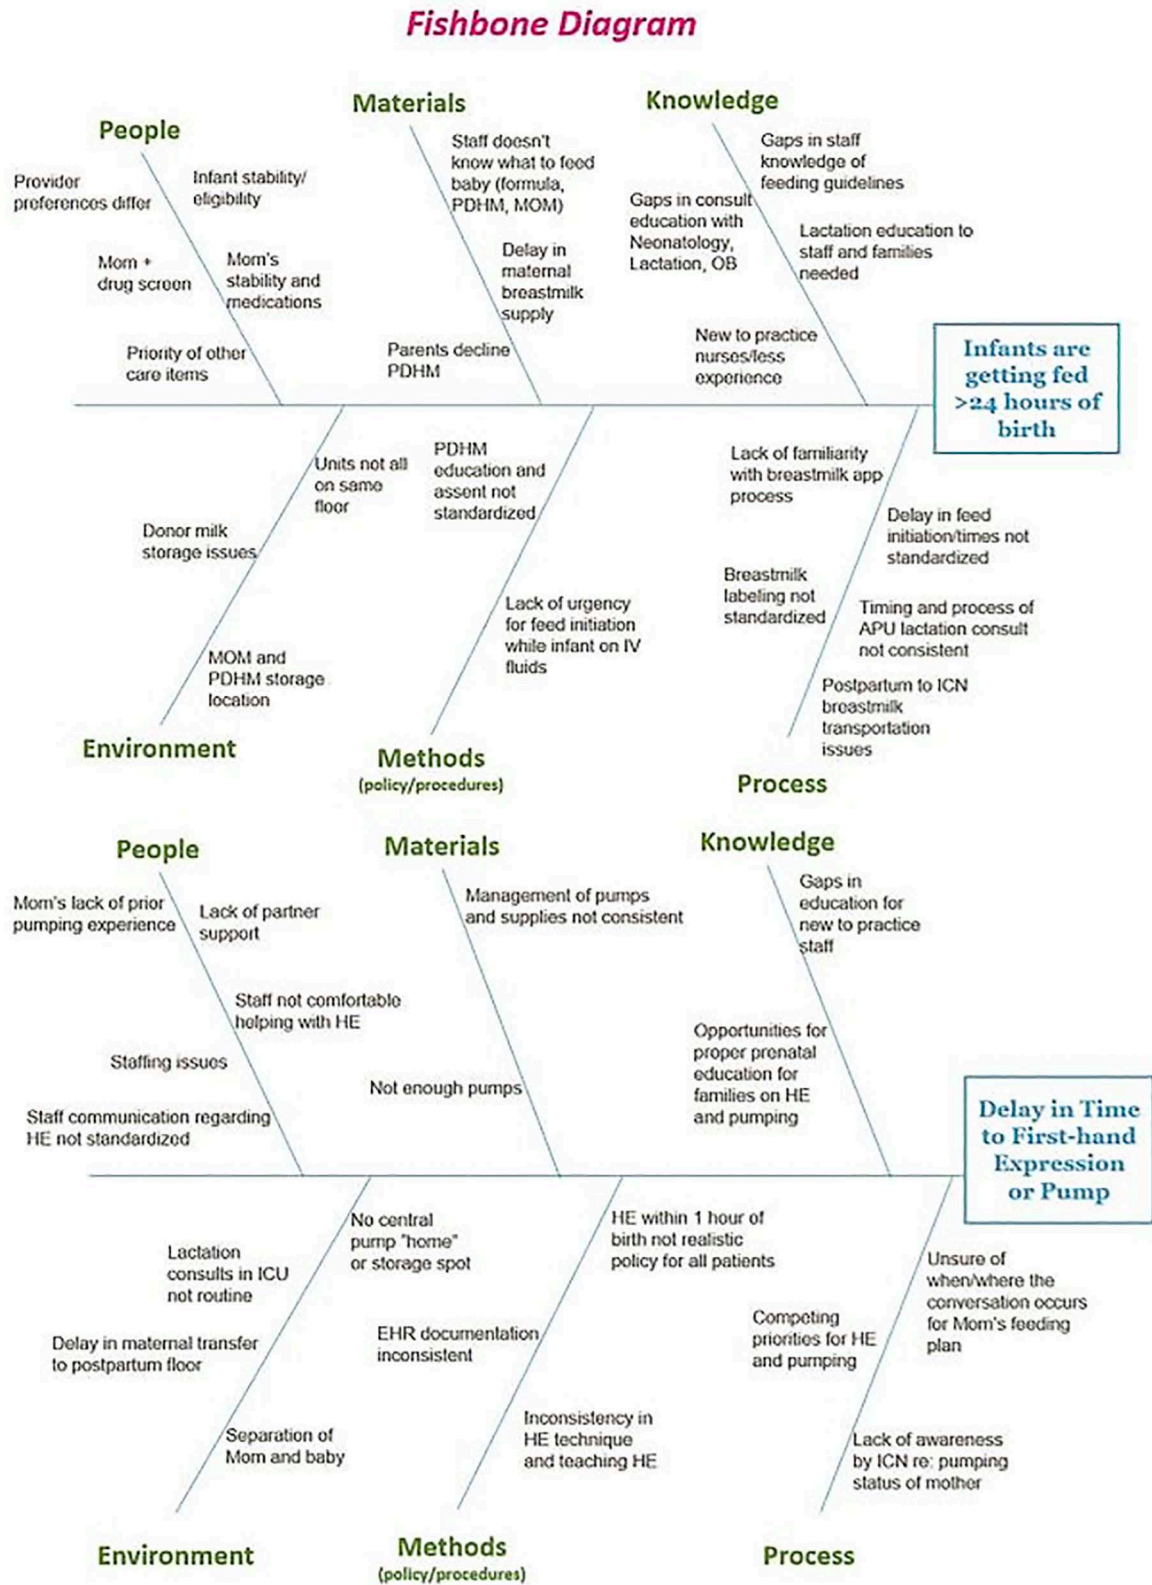 Fishbone Diagram
People
Materials
Knowledge
Provider
preferences differ
Infant stability/
eligibility
Mom +
drug screen
Mom's
stability and
medications
Priority of other
care items
Staff doesn't
know what to feed
baby (formula,
PDHM, MOM)
Delay in
maternal
breastmilk
supply
Parents decline
PDHM
Gaps in staff
knowledge of
feeding guidelines
Gaps in consult
education with
Neonatology,
Lactation, OB
Lactation education to
staff and families
needed
New to practice
nurses/less
experience
Infants are
getting fed
>24 hours of
birth
Units not all
on same
floor
Donor milk
storage issues
MOM and
PDHM storage
location
Environment
PDHM
education and
assent not
standardized
Lack of urgency
for feed initiation
while infant on IV
fluids
Methods
(policy/procedures)
Lack of familiarity
with breastmilk app
process
Delay in feed
initiation/times not
standardized
Breastmilk
labeling not
standardized
Timing and process of
APU lactation consult
not consistent
Postpartum to ICN
breastmilk
transportation
issues
Process
People
Materials
Knowledge
Mom's lack of prior
pumping experience
Lack of partner
support
Staff not comfortable
helping with HE
Staffing issues
Staff communication regarding
HE not standardized
Management of pumps
and supplies not consistent
Not enough pumps
Gaps in
education for
new to practice
staff
Opportunities for
proper prenatal
education for
families on HE
and pumping
Delay in Time
to First-hand
Expression
or Pump
No central
pump "home"
or storage spot
Lactation
consults in ICU
not routine
Delay in maternal transfer
to postpartum floor
Separation of
Mom and baby
Environment
HE within 1 hour of
birth not realistic
policy for all patients
EHR documentation
inconsistent
Inconsistency in
HE technique
and teaching HE
Methods
(policy/procedures)
Unsure of
when/where the
conversation occurs
for Mom's feeding
plan
Competing
priorities for HE
and pumping
Lack of awareness
by ICN re: pumping
status of mother
Process